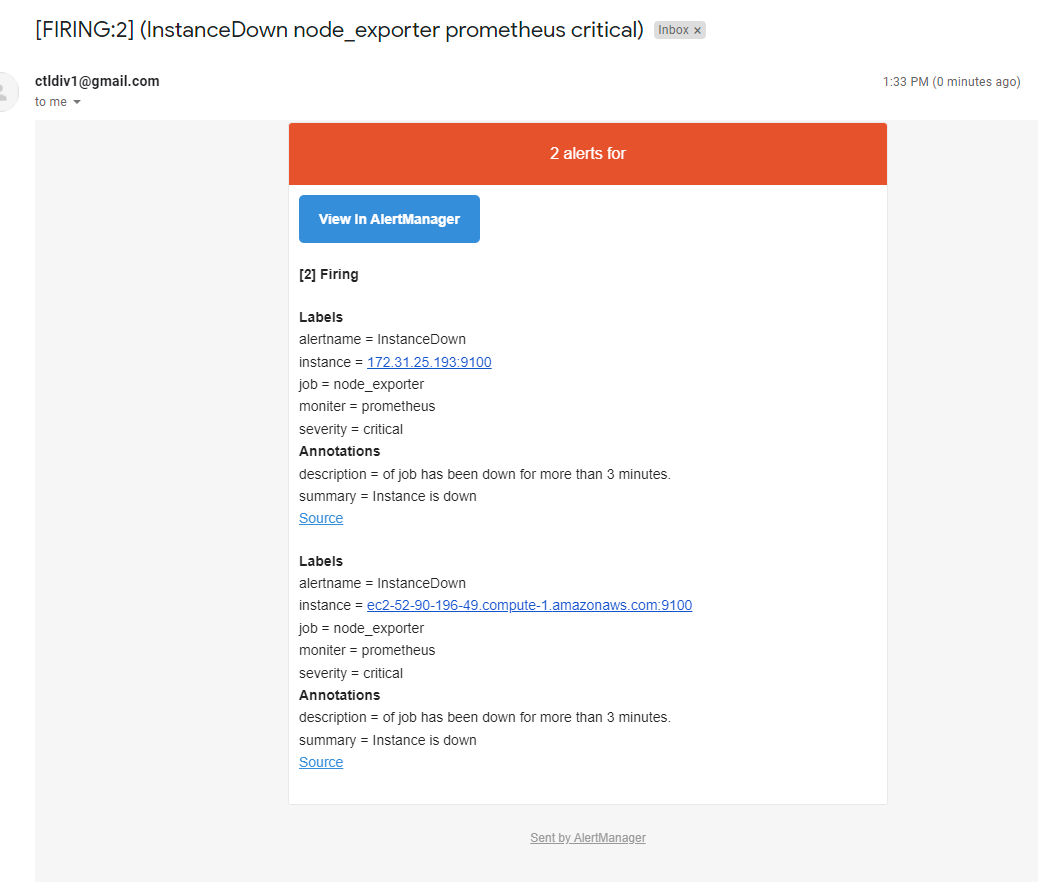 [FIRING:2] (InstanceDown node_exporter prometheus critical) Inbox ×
ctldiv1@gmail.com 1:33 PM (0 minutes ago)
to me
2 alerts for
View In AlertManager
[2] Firing
Labels
alertname = InstanceDown
instance = 172.31.25.193:9100
job = node_exporter
moniter = prometheus
severity = critical
Annotations
description = of job has been down for more than 3 minutes.
summary = Instance is down
Source
Labels
alertname = InstanceDown
instance = ec2-52-90-196-49.compute-1.amazonaws.com:9100
job = node_exporter
moniter = prometheus
severity = critical
Annotations
description = of job has been down for more than 3 minutes.
summary = Instance is down
Source
Sent by AlertManager